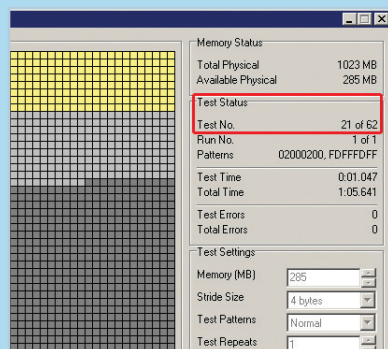 Memory Status
Total Physical 1023 MB
Available Physical 285 MB
Test Status
Test No. 21 of 62
Run No. 1 of 1
Patterns 02000200, FDFFFDFF
Test Time 0:01.047
Total Time 1:05.641
Test Errors 0
Total Errors 0
Test Settings
Memory (MB) 285
Stride Size 4 bytes
Test Patterns Normal
Test Repeats 1